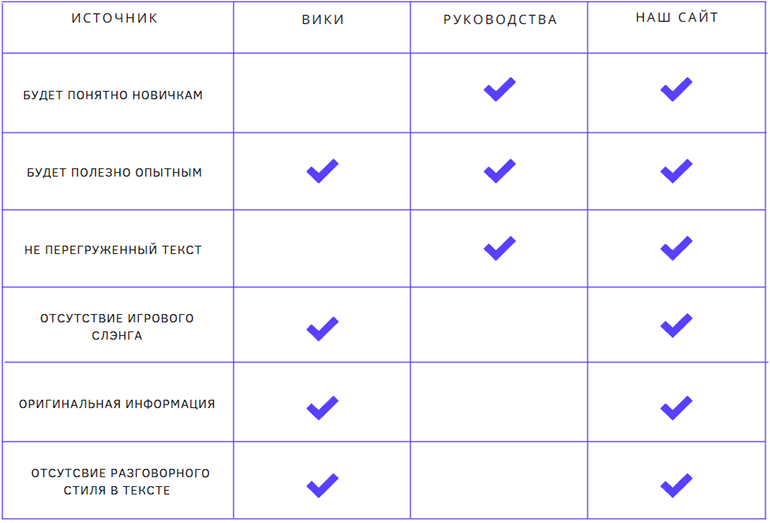 ИСТОЧНИК ВИКИ РУКОВОДСТВА НАШ САЙТ
БУДЕТ ПОНЯТНО НОВИЧКАМ
БУДЕТ ПОЛЕЗНО ОПЫТНЫМ
НЕ ПЕРЕГРУЖЕННЫЙ ТЕКСТ
ОТСУТСТВИЕ ИГРОВОГО
СЛЭНГА
ОРИГИНАЛЬНАЯ ИНФОРМАЦИЯ
ОТСУТСВИЕ РАЗГОВОРНОГО
СТИЛЯ В ТЕКСТЕ